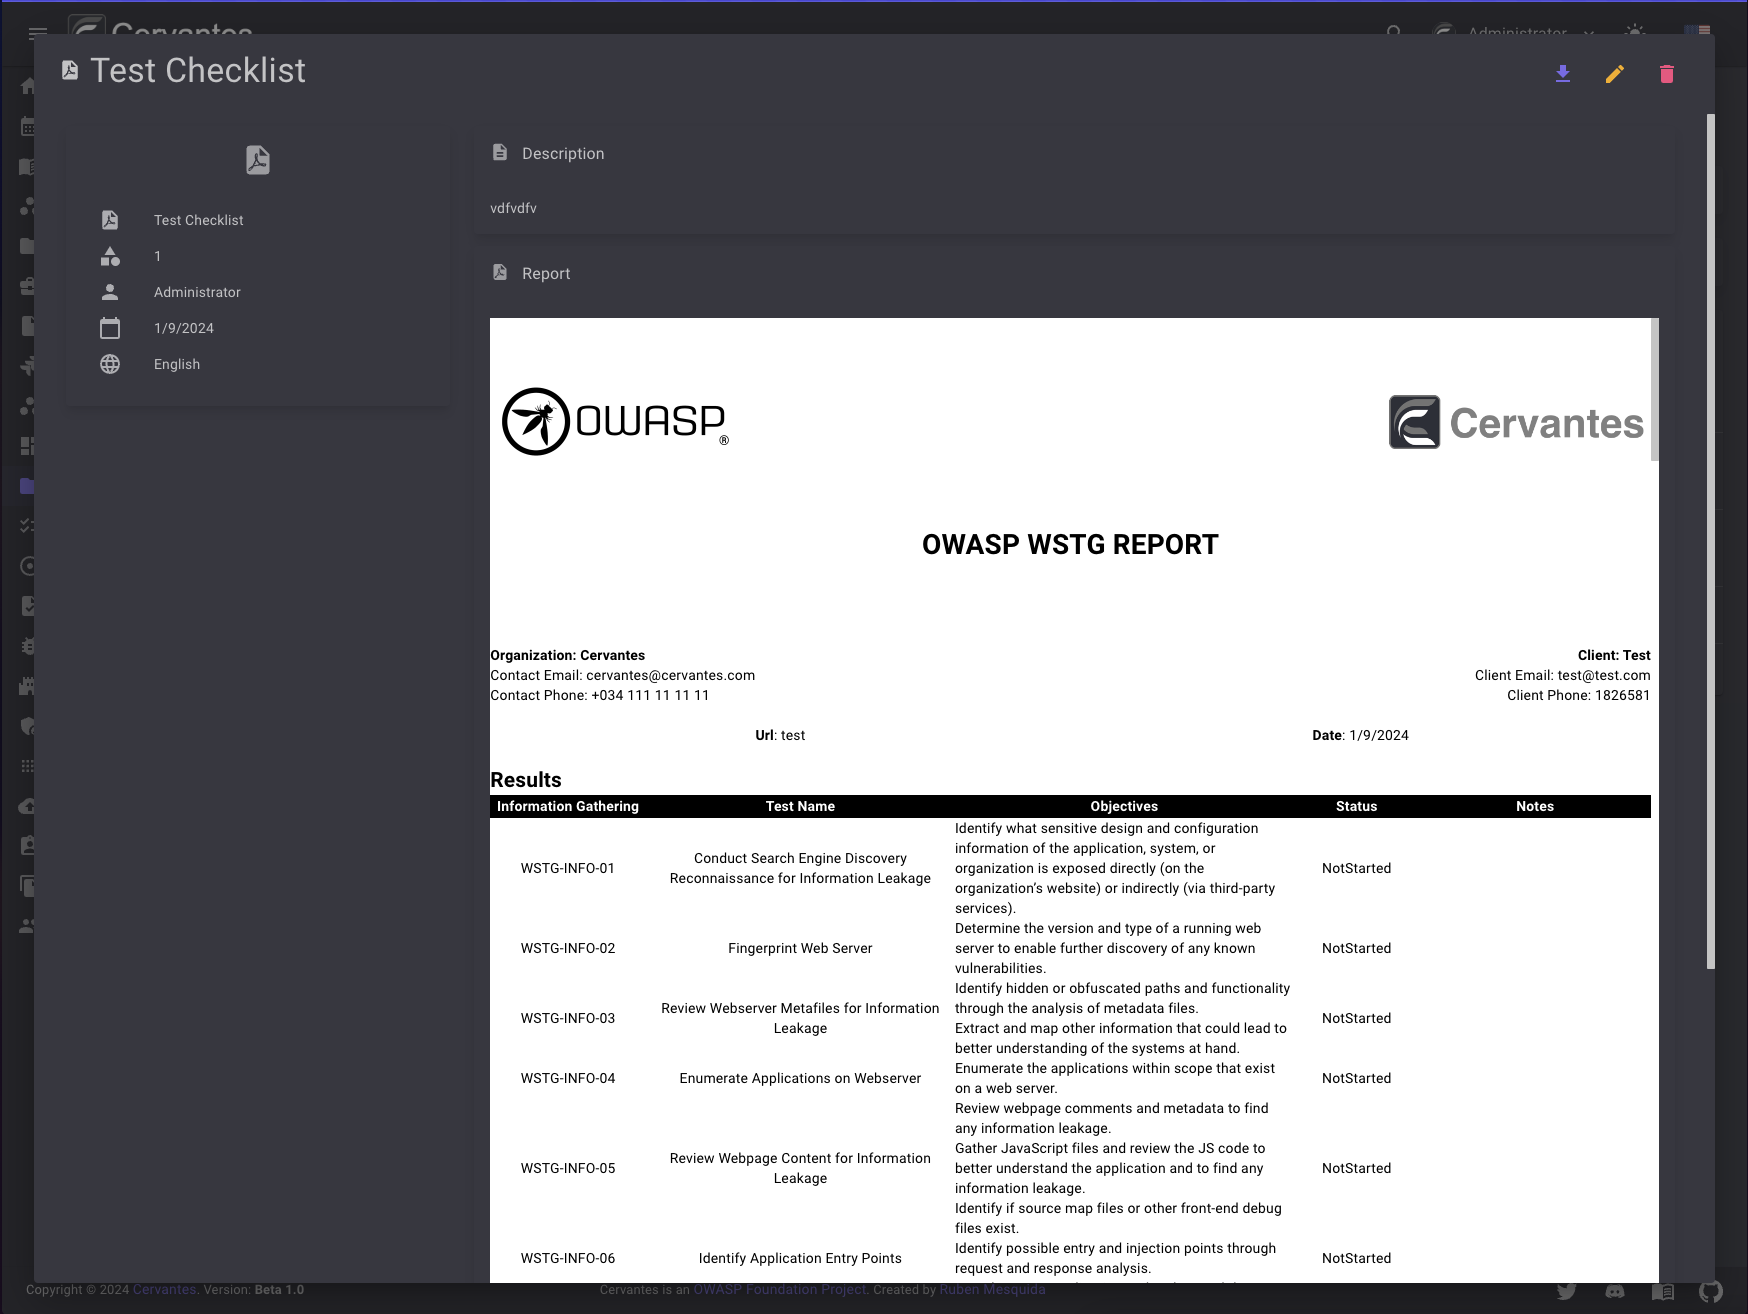 Cervantes
Administrator
Test Checklist
Test Checklist
1
Administrator
1/9/2024
English
Description
vdfvdfv
Report
OWASP®
Cervantes
OWASP WSTG REPORT
Organization: Cervantes
Contact Email: cervantes@cervantes.com
Contact Phone: +034 111 11 11 11
Client: Test
Client Email: test@test.com
Client Phone: 1826581
Url: test
Date: 1/9/2024
Results
Information Gathering Test Name Objectives Status Notes
WSTG-INFO-01
Conduct Search Engine Discovery
Reconnaissance for Information Leakage
Identify what sensitive design and configuration
information of the application, system, or
organization is exposed directly (on the
organization’s website) or indirectly (via third-party
services).
NotStarted
WSTG-INFO-02
Fingerprint Web Server
Determine the version and type of a running web
server to enable further discovery of any known
vulnerabilities.
NotStarted
WSTG-INFO-03
Review Webserver Metafiles for Information
Leakage
Identify hidden or obfuscated paths and functionality
through the analysis of metadata files.
Extract and map other information that could lead to
better understanding of the systems at hand.
NotStarted
WSTG-INFO-04
Enumerate Applications on Webserver
Enumerate the applications within scope that exist
on a web server.
NotStarted
WSTG-INFO-05
Review Webpage Content for Information
Leakage
Review webpage comments and metadata to find
any information leakage.
Gather JavaScript files and review the JS code to
better understand the application and to find any
information leakage.
Identify if source map files or other front-end debug
files exist.
NotStarted
WSTG-INFO-06
Identify Application Entry Points
Identify possible entry and injection points through
request and response analysis.
NotStarted
Copyright © 2024 Cervantes. Version: Beta 1.0
Cervantes is an OWASP Foundation Project. Created by Ruben Mesquida